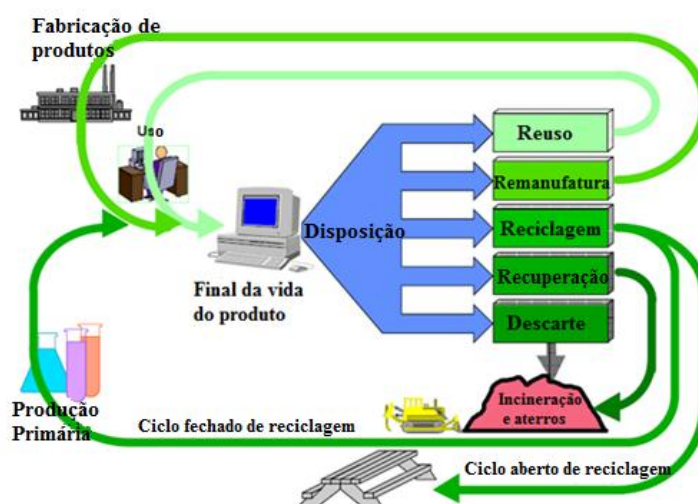 Fabricação de
produtos
Uso
Reuso
Remanufatura
Disposição
Reciclagem
Recuperação
Final da vida
do produto
Descarte
Produção
Primária
Incineração
e aterros
Ciclo fechado de reciclagem
Ciclo aberto de reciclagem